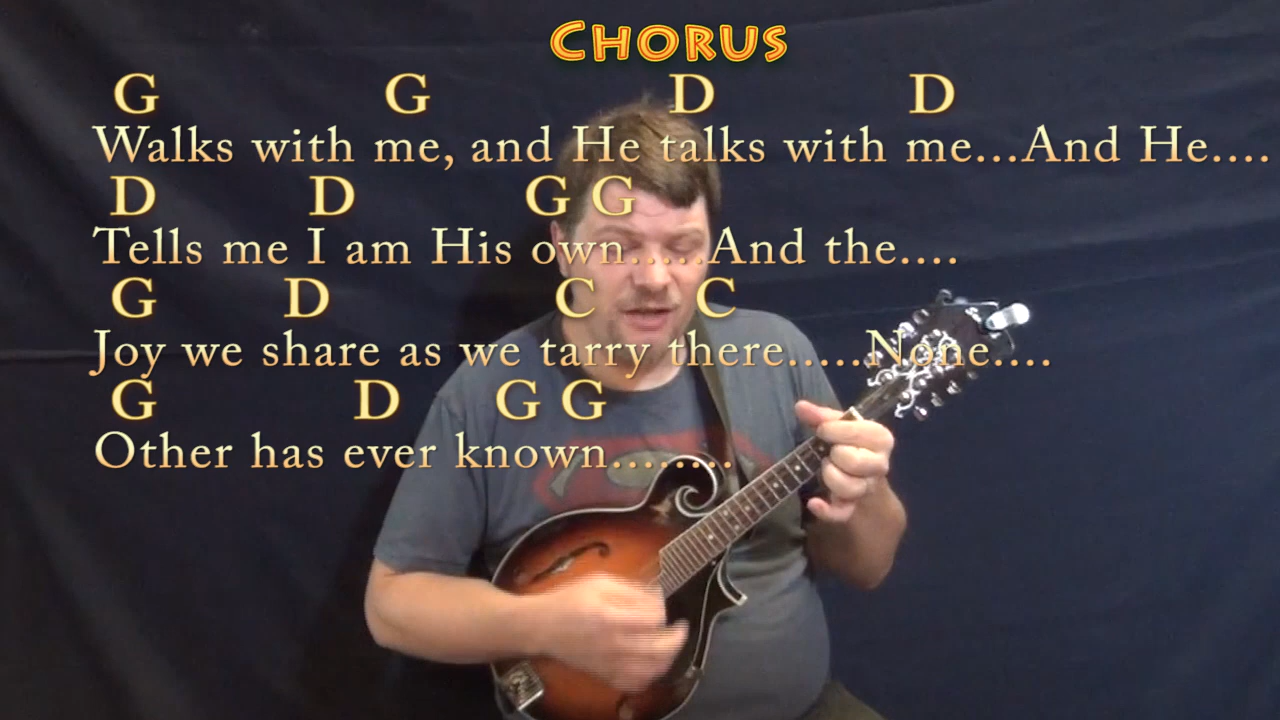 CHORUS
G G D D
Walks with me, and He talks with me...And He....
D D G G
Tells me I am His own.....And the....
G D C C
Joy we share as we tarry there.....None....
G D G G
Other has ever known........